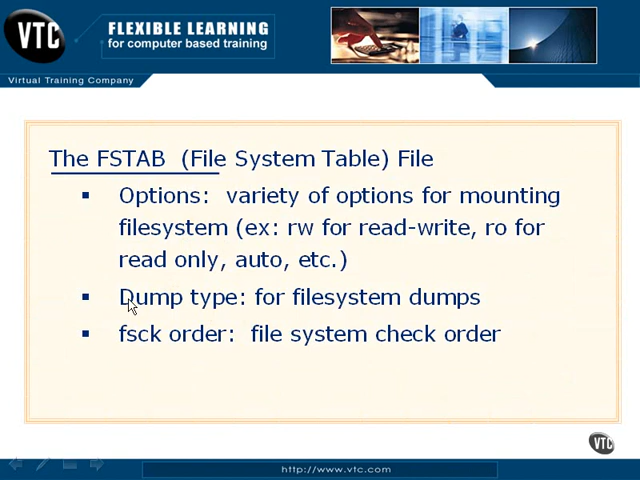 VTC
FLEXIBLE LEARNING
for computer based training
Virtual Training Company
The FSTAB (File System Table) File
Options: variety of options for mounting
filesystem (ex: rw for read-write, ro for
read only, auto, etc.)
Dump type: for filesystem dumps
fsck order: file system check order
VTC
http://www.vtc.com